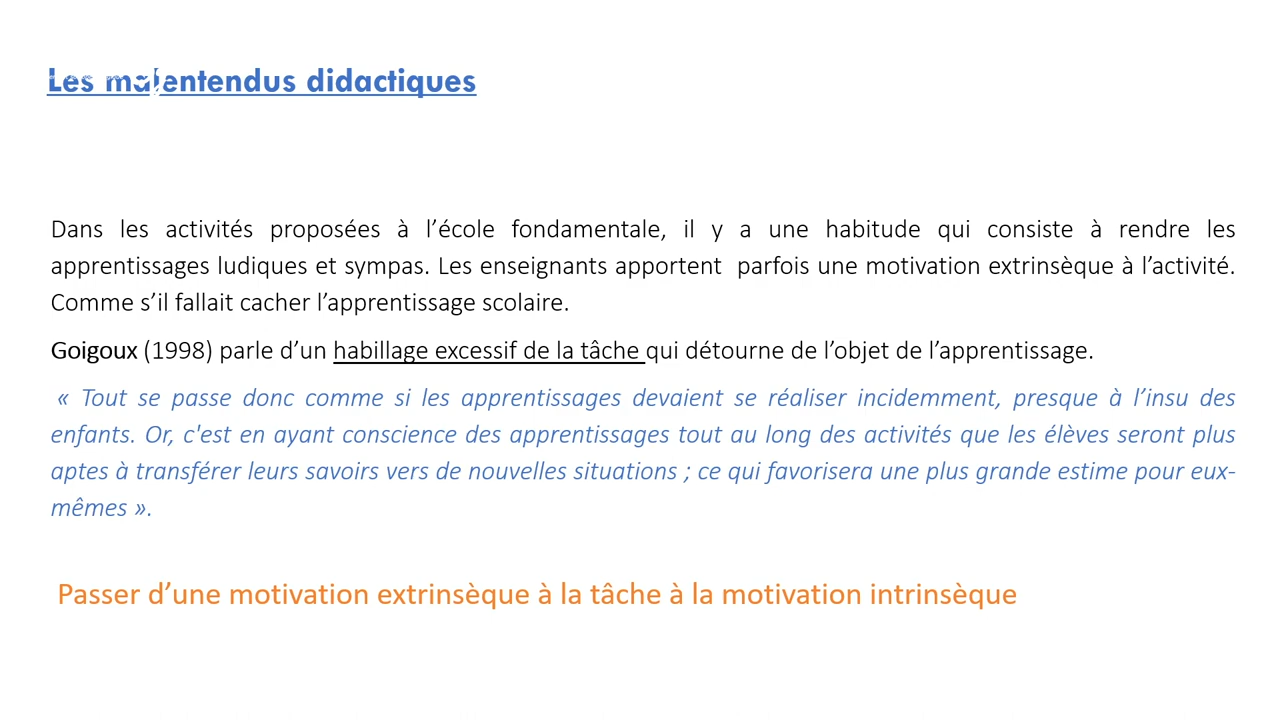 Les malentendus didactiques
Dans les activités proposées à l’école fondamentale, il y a une habitude qui consiste à rendre les
apprentissages ludiques et sympas. Les enseignants apportent parfois une motivation extrinsèque à l’activité.
Comme s’il fallait cacher l’apprentissage scolaire.
Goigoux (1998) parle d’un habillage excessif de la tâche qui détourne de l’objet de l’apprentissage.
« Tout se passe donc comme si les apprentissages devaient se réaliser incidemment, presque à l’insu des
enfants. Or, c'est en ayant conscience des apprentissages tout au long des activités que les élèves seront plus
aptes à transférer leurs savoirs vers de nouvelles situations ; ce qui favorisera une plus grande estime pour eux-
mêmes ».
Passer d’une motivation extrinsèque à la tâche à la motivation intrinsèque